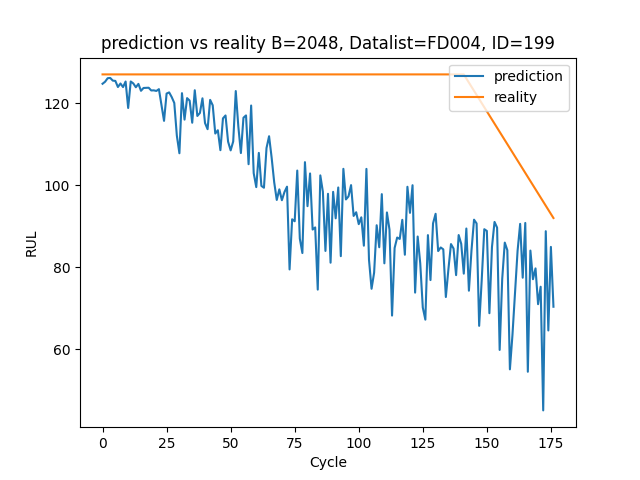 prediction vs reality B=2048, Datalist=FD004, ID=199
prediction
reality
120
100
80
60
RUL
0 25 50 75 100 125 150 175
Cycle